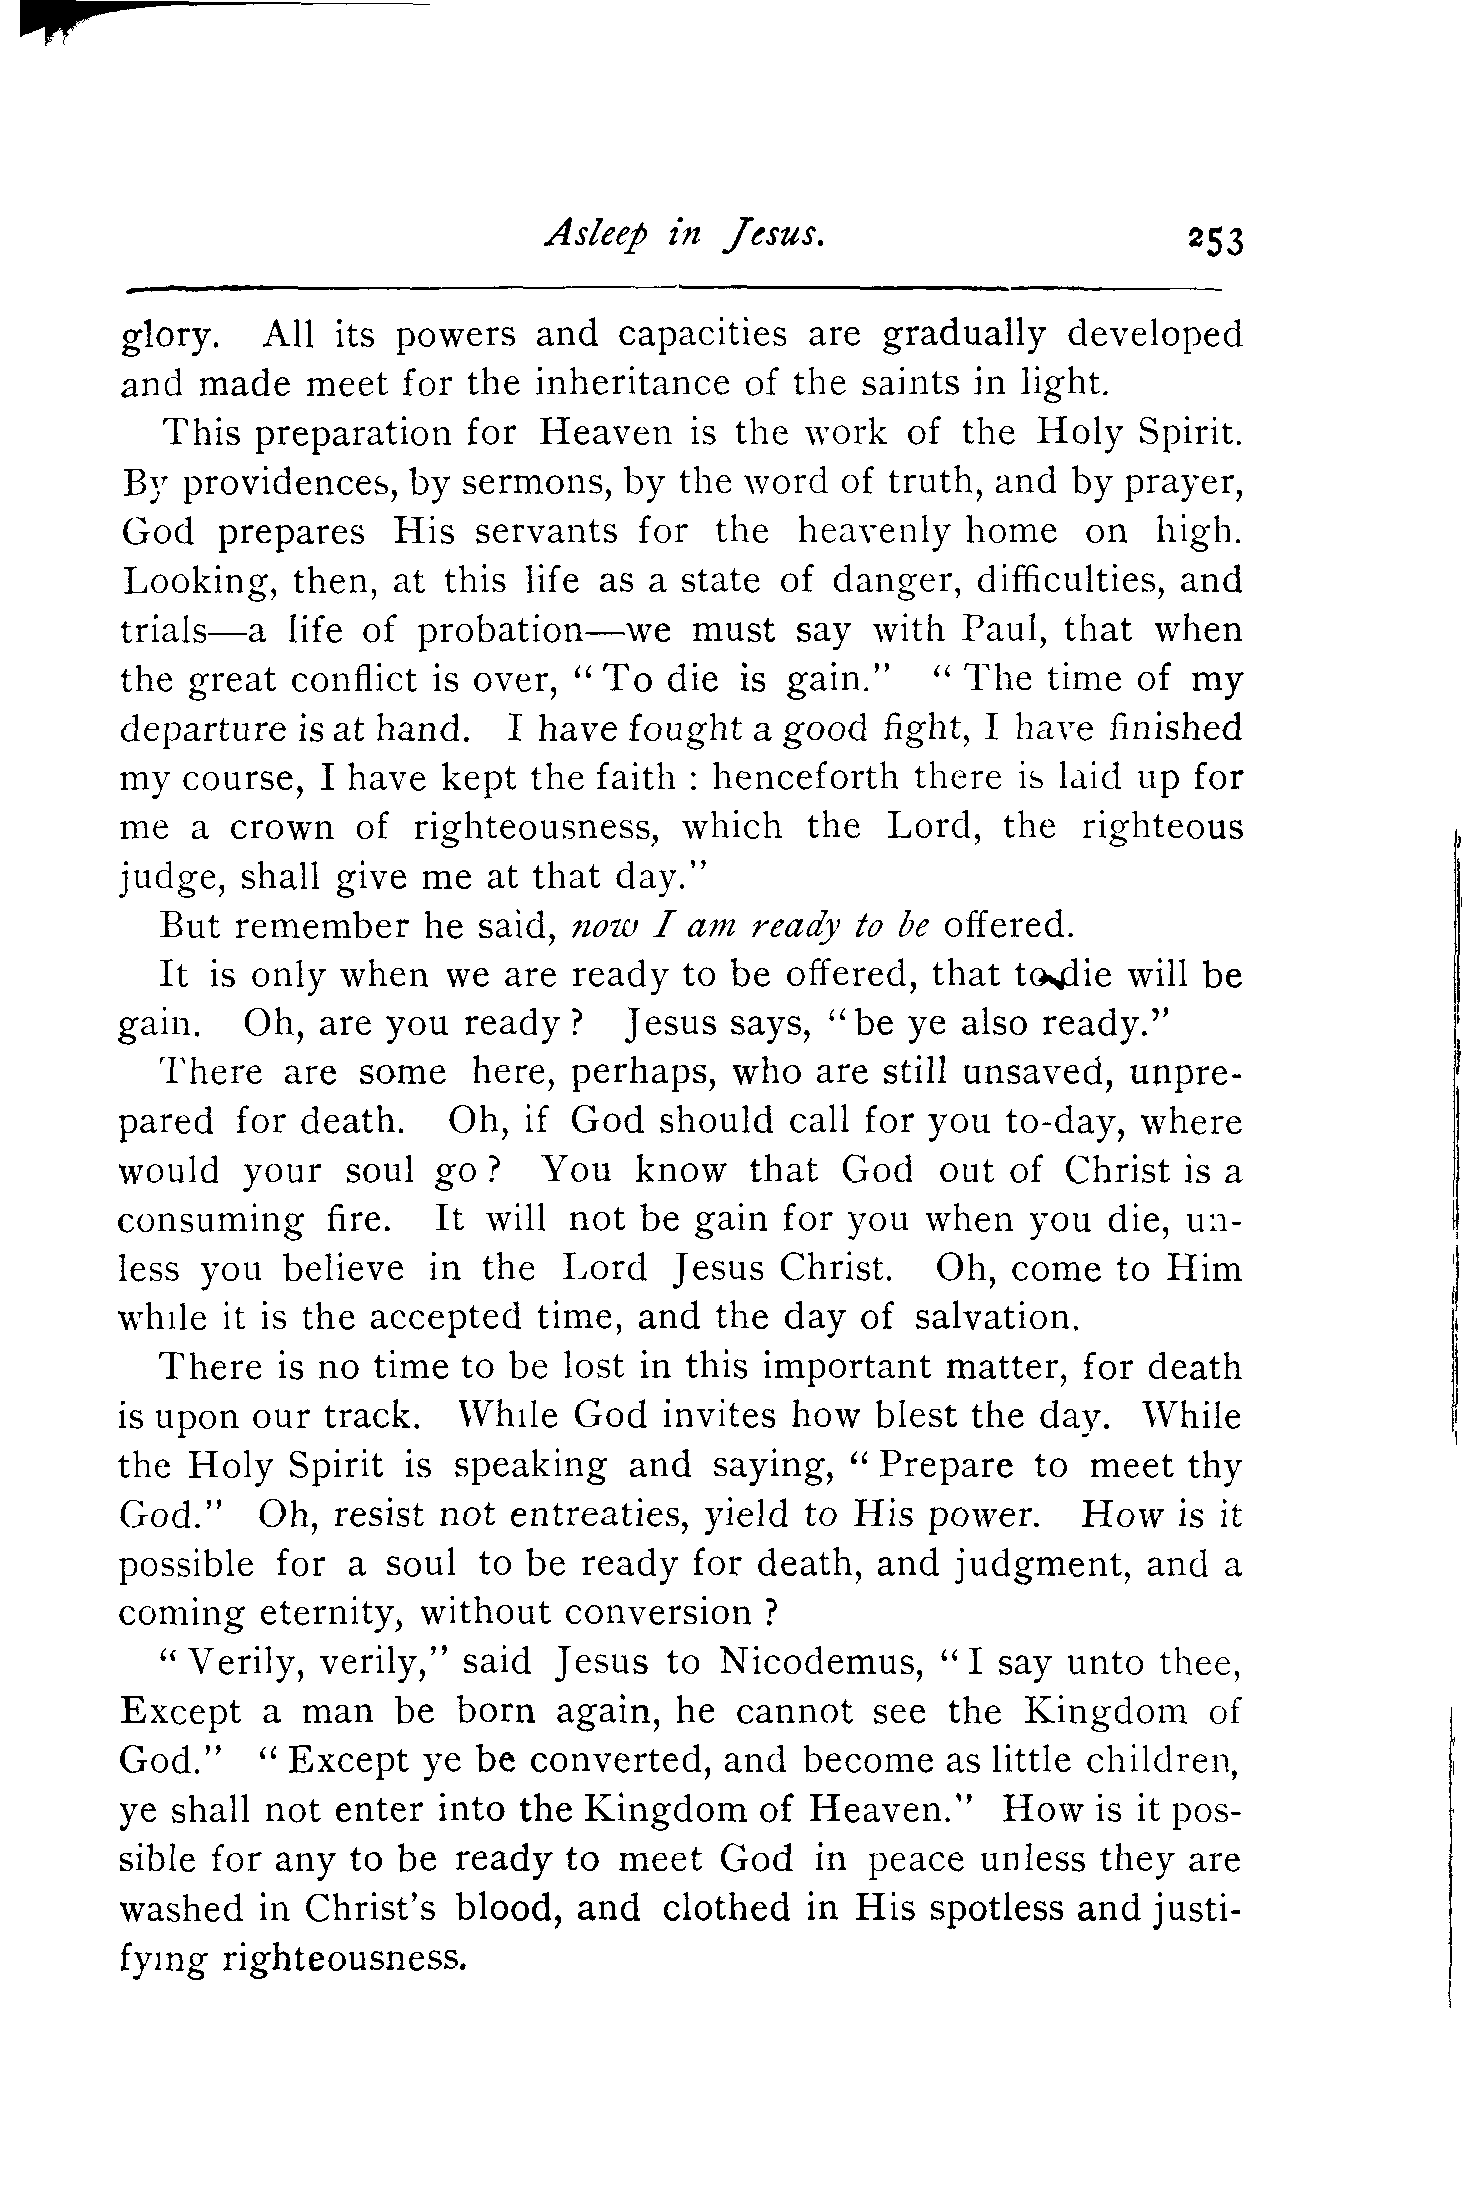 Asleep in Jesus. 253
glory. All its powers and capacities are gradually developed
and made meet for the inheritance of the saints in light.
This preparation for Heaven is the work of the Holy Spirit.
By providences, by sermons, by the word of truth, and by prayer,
God prepares His servants for the heavenly home on high.
Looking, then, at this life as a state of danger, difficulties, and
trials—a life of probation—we must say with Paul, that when
the great conflict is over, “ To die is gain.” “ The time of my
departure is at hand. I have fought a good fight, I have finished
my course, I have kept the faith : henceforth there is laid up for
me a crown of righteousness, which the Lord, the righteous
judge, shall give me at that day.”
But remember he said, now I am ready to be offered.
It is only when we are ready to be offered, that to die will be
gain. Oh, are you ready ? Jesus says, “ be ye also ready.”
There are some here, perhaps, who are still unsaved, unpre-
pared for death. Oh, if God should call for you to-day, where
would your soul go ? You know that God out of Christ is a
consuming fire. It will not be gain for you when you die, un-
less you believe in the Lord Jesus Christ. Oh, come to Him
while it is the accepted time, and the day of salvation.
There is no time to be lost in this important matter, for death
is upon our track. While God invites how blest the day. While
the Holy Spirit is speaking and saying, “ Prepare to meet thy
God.” Oh, resist not entreaties, yield to His power. How is it
possible for a soul to be ready for death, and judgment, and a
coming eternity, without conversion ?
“ Verily, verily,” said Jesus to Nicodemus, “ I say unto thee,
Except a man be born again, he cannot see the Kingdom of
God.” “ Except ye be converted, and become as little children,
ye shall not enter into the Kingdom of Heaven.” How is it pos-
sible for any to be ready to meet God in peace unless they are
washed in Christ’s blood, and clothed in His spotless and justi-
fying righteousness.